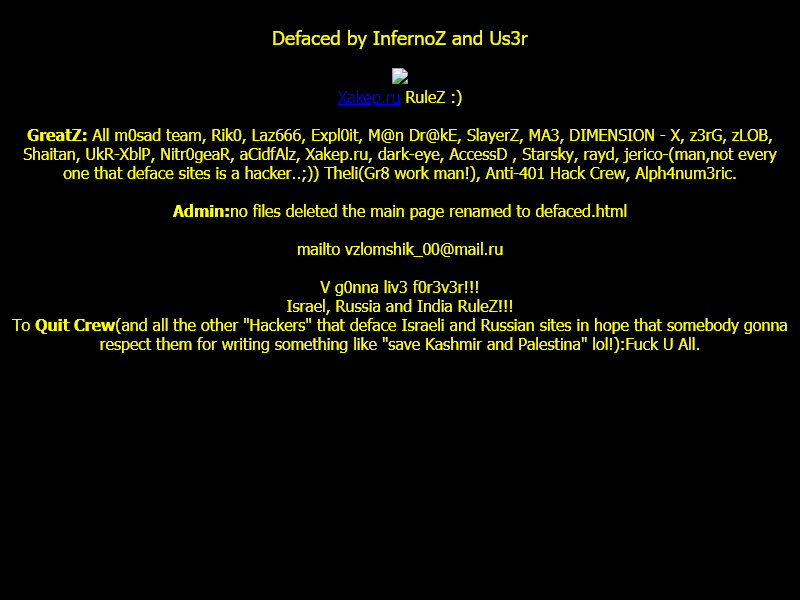 Defaced by InfernoZ and Us3r
Xakep.ru RuleZ :)
GreatZ: All m0sad team, Rik0, Laz666, Expl0it, M@n Dr@kE, SlayerZ, MA3, DIMENSION - X, z3rG, zLOB,
Shaitan, UkR-XblP, Nitr0geaR, aCidfAlz, Xakep.ru, dark-eye, AccessD , Starsky, rayd, jerico-(man,not every
one that deface sites is a hacker..;)) Theli(Gr8 work man!), Anti-401 Hack Crew, Alph4num3ric.
Admin:no files deleted the main page renamed to defaced.html
mailto vzlomshik_00@mail.ru
V g0nna liv3 f0r3v3r!!!
Israel, Russia and India RuleZ!!!
To Quit Crew(and all the other "Hackers" that deface Israeli and Russian sites in hope that somebody gonna
respect them for writing something like "save Kashmir and Palestina" lol!):Fuck U All.